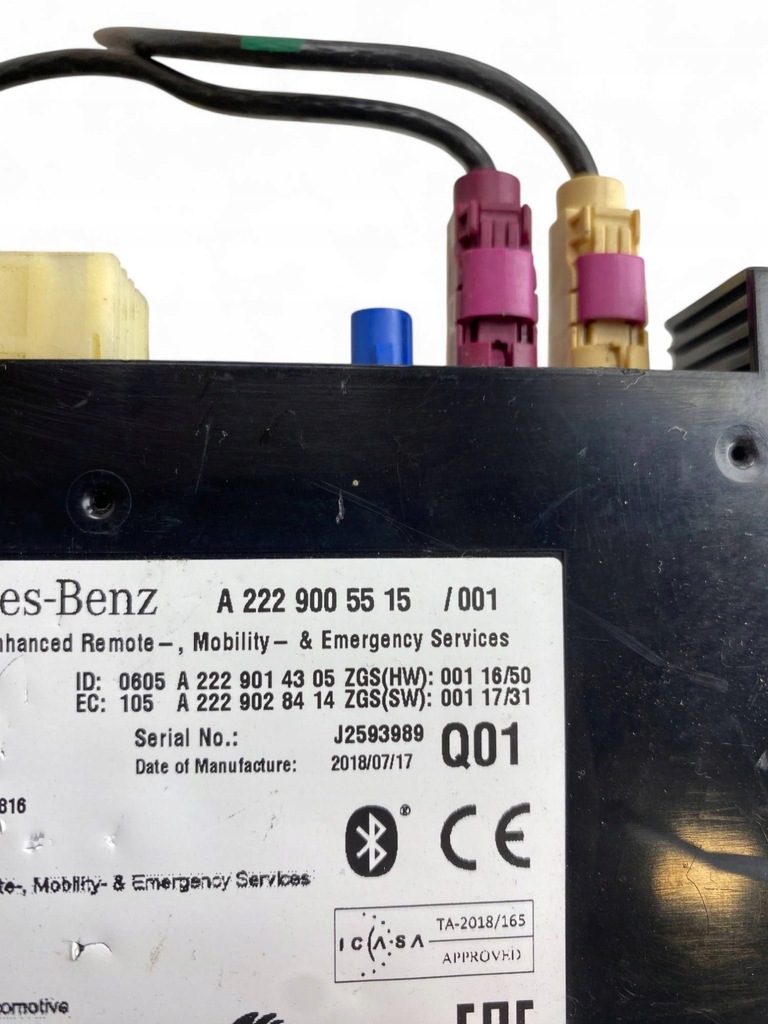 es-Benz A 222 900 55 15 /001
nhanced Remote-, Mobility- & Emergency Services
ID: 0605 A 222 901 43 05 ZGS(HW): 001 16/50
EC: 105 A 222 902 84 14 ZGS(SW): 001 17/31
Serial No.: J2593989 Q01
Date of Manufacture: 2018/07/17
816
® CE
te-, Mobility- & Emergency Services
ICASA TA-2018/165
APPROVED
omotive